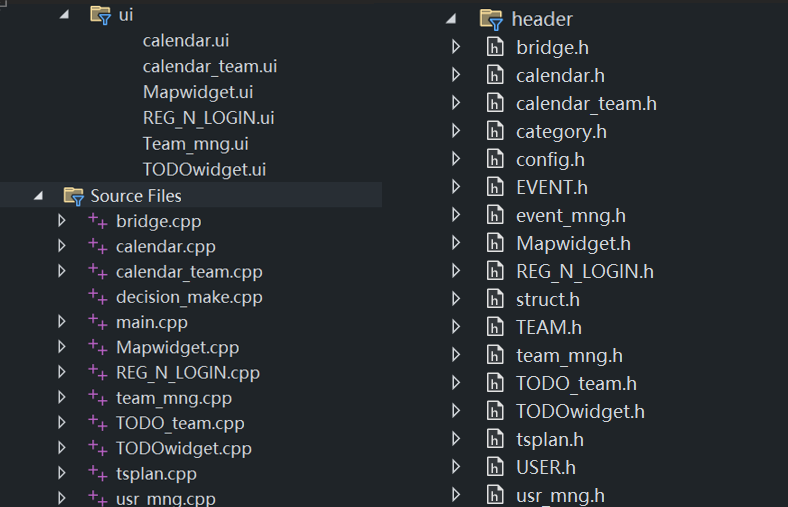 ui
calendar.ui
calendar_team.ui
Mapwidget.ui
REG_N_LOGIN.ui
Team_mng.ui
TODOwidget.ui
Source Files
bridge.cpp
calendar.cpp
calendar_team.cpp
decision_make.cpp
main.cpp
Mapwidget.cpp
REG_N_LOGIN.cpp
team_mng.cpp
TODO_team.cpp
TODOwidget.cpp
tsplan.cpp
usr_mng.cpp
header
bridge.h
calendar.h
calendar_team.h
category.h
config.h
EVENT.h
event_mng.h
Mapwidget.h
REG_N_LOGIN.h
struct.h
TEAM.h
team_mng.h
TODO_team.h
TODOwidget.h
tsplan.h
USER.h
usr_mng.h